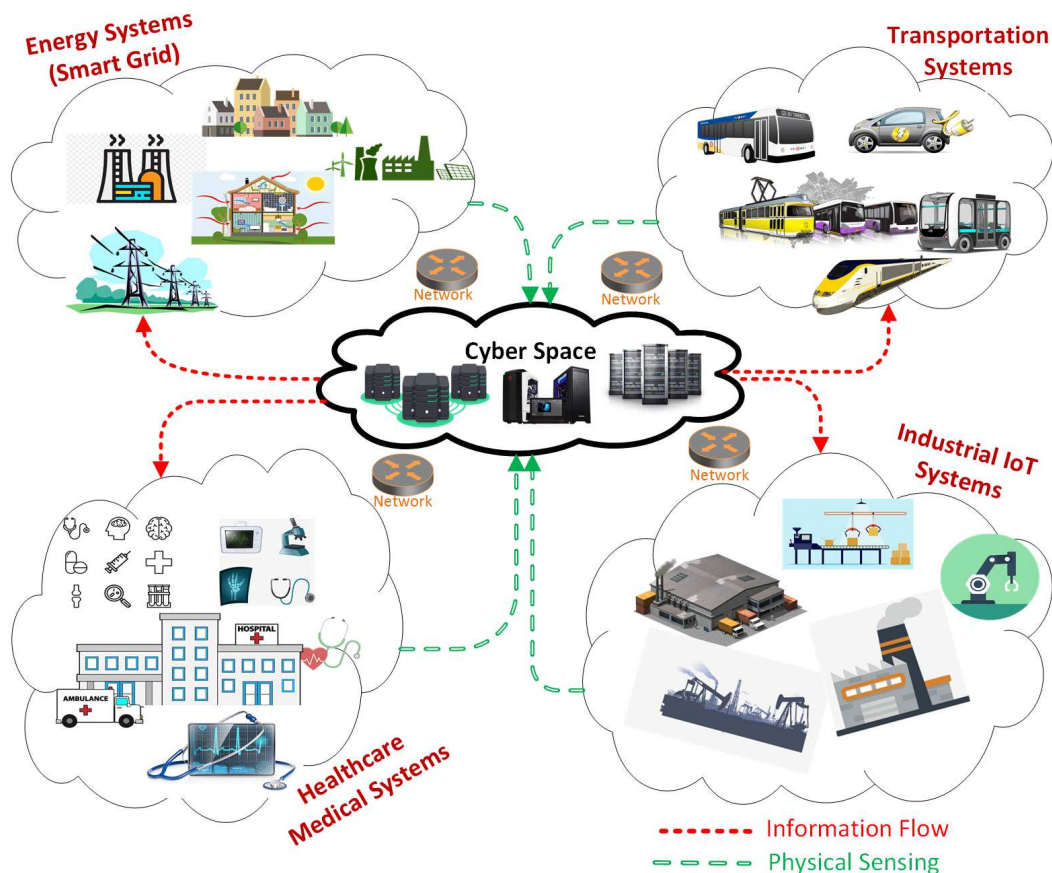 Energy Systems
(Smart Grid)
Transportation
Systems
Network
Network
Cyber Space
Network
Network
Industrial IoT
Systems
HOSPITAL
AMBULANCE
Healthcare
Medical Systems
Information Flow
Physical Sensing